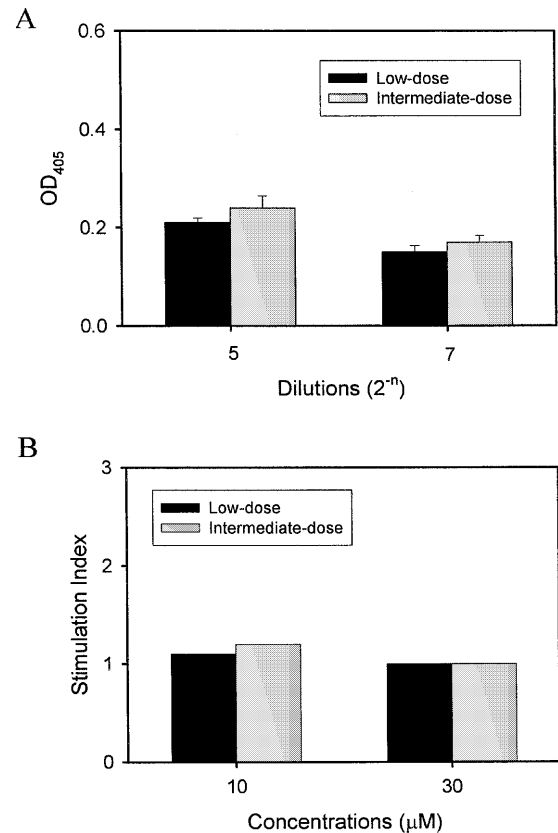 A
0.6
0.4
0.2
0.0
OD405
Low-dose
Intermediate-dose
5
7
Dilutions (2-n)
B
3
2
1
0
Stimulation Index
Low-dose
Intermediate-dose
10
30
Concentrations (μM)